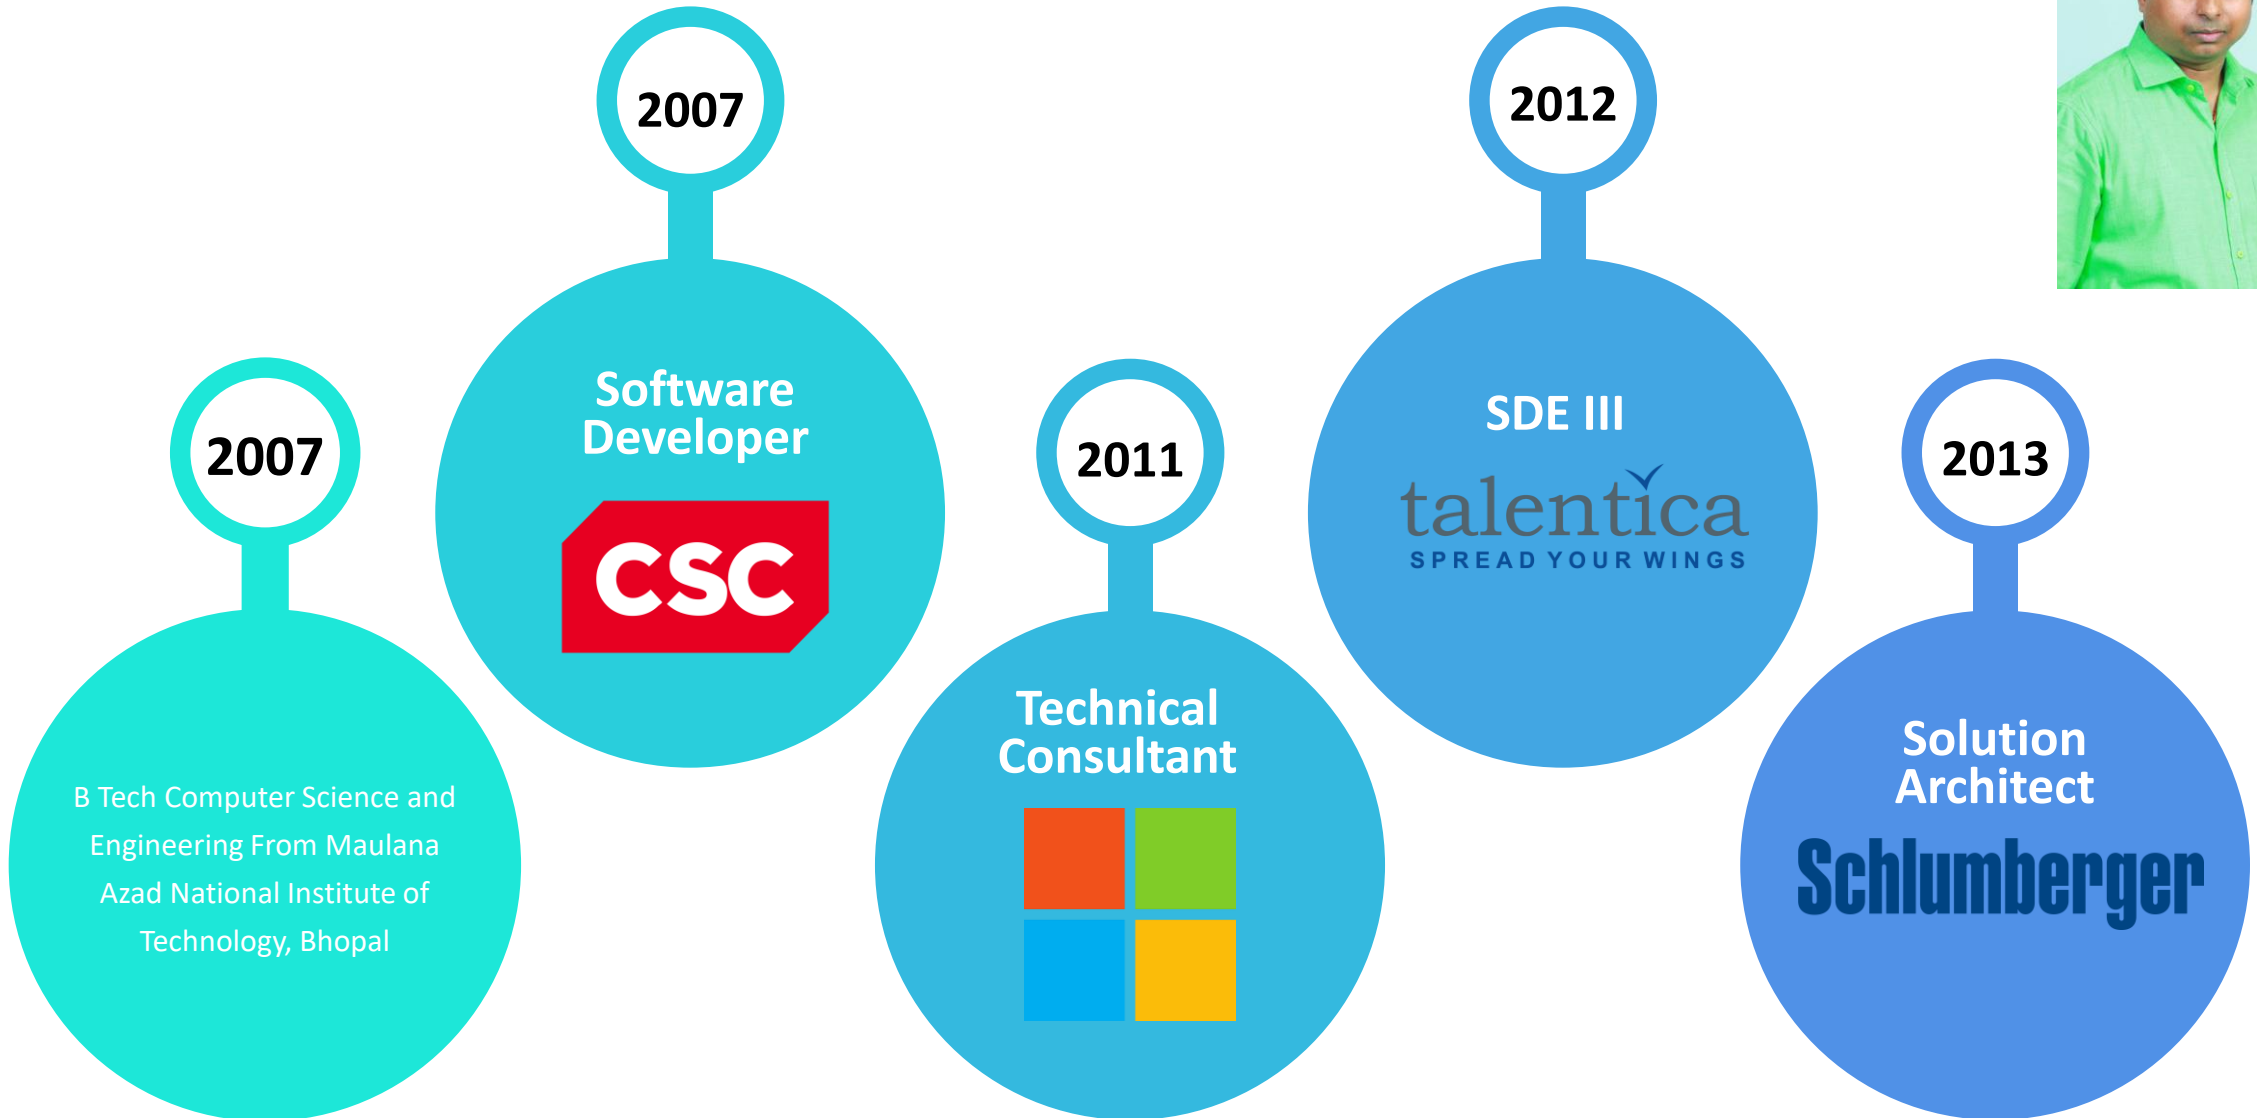 2007
B Tech Computer Science and
Engineering From Maulana
Azad National Institute of
Technology, Bhopal
2007
Software
Developer
CSC
2011
Technical
Consultant
2012
SDE III
talentica
SPREAD YOUR WINGS
2013
Solution
Architect
Schlumberger